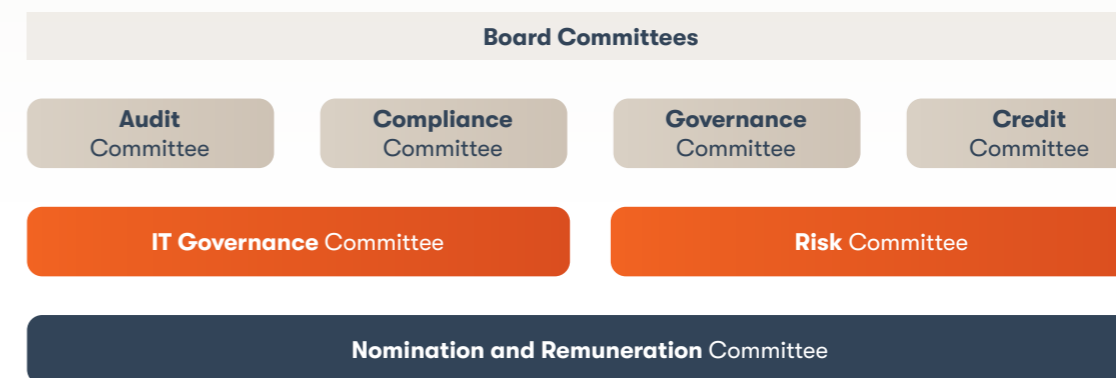 Board Committees
Audit
Committee
Compliance
Committee
Governance
Committee
Credit
Committee
IT Governance Committee
Risk Committee
Nomination and Remuneration Committee